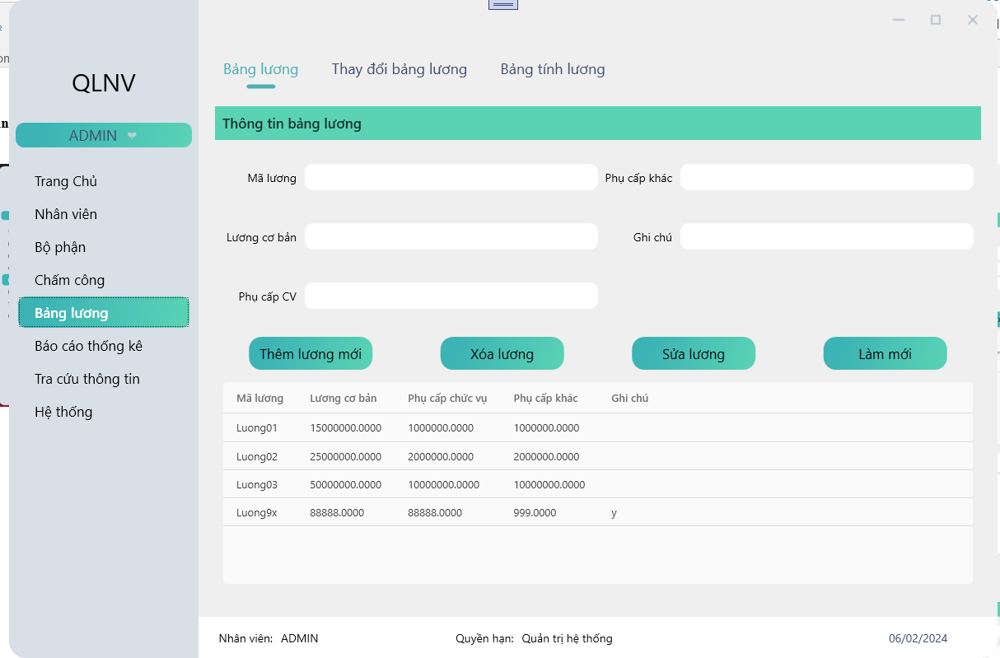 QLNV
ADMIN
Trang Chủ
Nhân viên
Bộ phận
Chấm công
Bảng lương
Báo cáo thống kê
Tra cứu thông tin
Hệ thống
Bảng lương Thay đổi bảng lương Bảng tính lương
Thông tin bảng lương
Mã lương Phụ cấp khác
Lương cơ bản Ghi chú
Phụ cấp CV
Thêm lương mới Xóa lương Sửa lương Làm mới
Mã lương Lương cơ bản Phụ cấp chức vụ Phụ cấp khác Ghi chú
Luong01 15000000.0000 1000000.0000 1000000.0000
Luong02 25000000.0000 2000000.0000 2000000.0000
Luong03 50000000.0000 10000000.0000 10000000.0000
Luong9x 88888.0000 88888.0000 999.0000 y
Nhân viên: ADMIN Quyền hạn: Quản trị hệ thống 06/02/2024